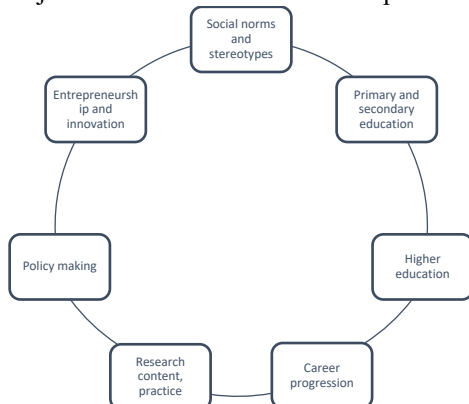 Social norms
and
stereotypes
Primary and
secondary
education
Higher
education
Career
progression
Research
content,
practice
Policy making
Entrepreneursh
ip and
innovation